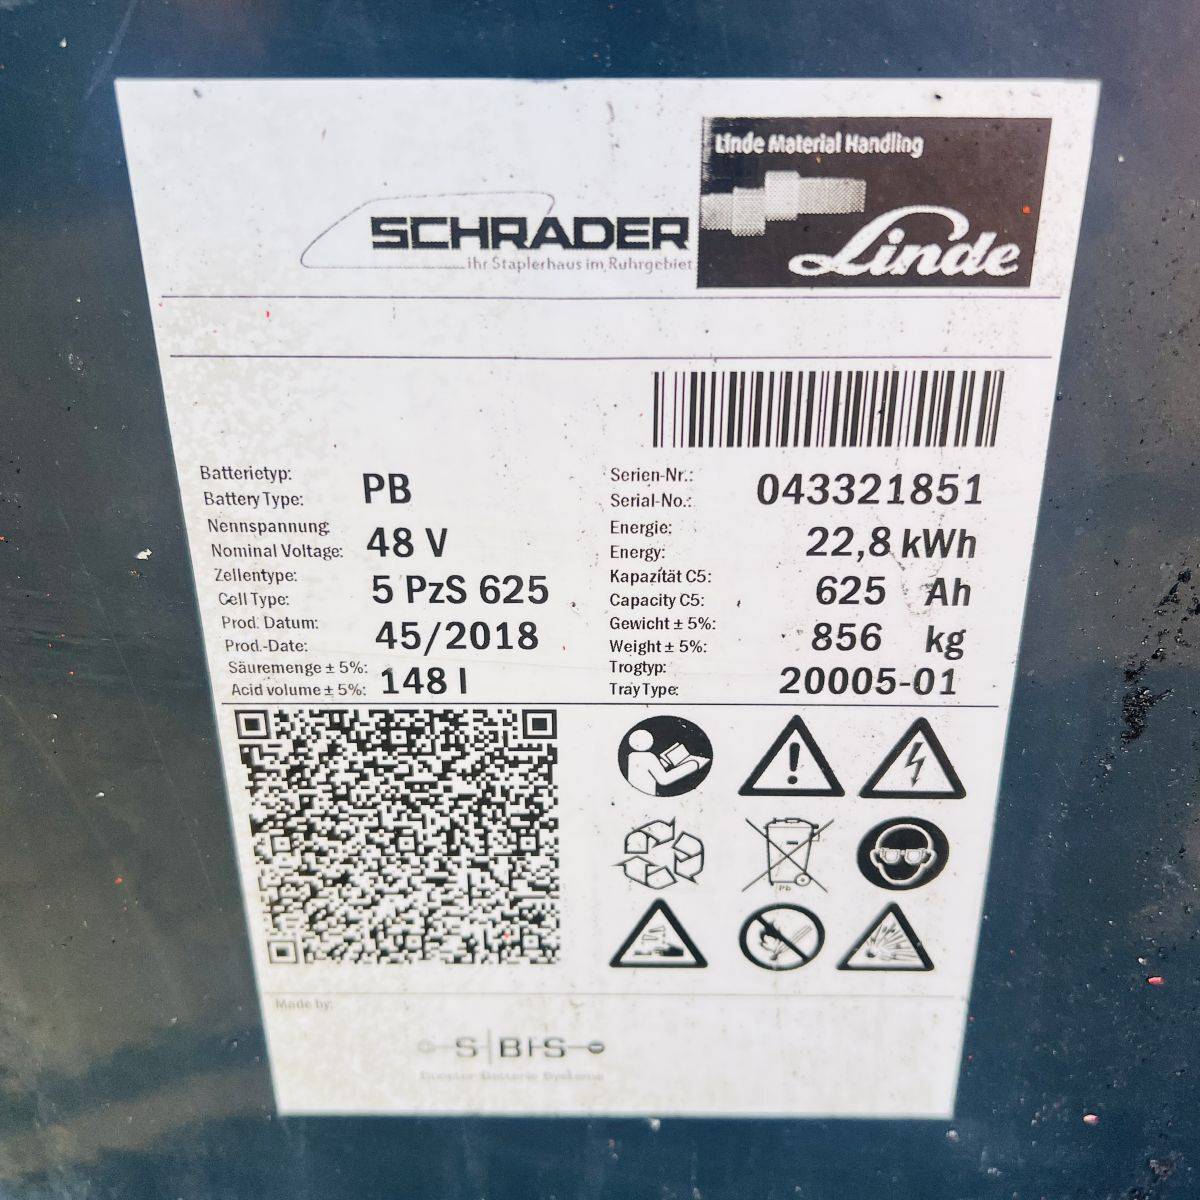 Linde Material Handling
SCHRADER
Ihr Staplerhaus im Ruhrgebiet
Linde
Batterietyp:
Battery Type: PB
Serien-Nr.:
Serial-No.: 043321851
Nennspannung:
Nominal Voltage: 48 V
Energie:
Energy: 22,8 kWh
Zellentype:
Cell Type: 5 PzS 625
Kapazität C5:
Capacity C5: 625 Ah
Prod. Datum:
Prod.-Date: 45/2018
Gewicht ± 5%:
Weight ± 5%: 856 kg
Säuremenge ± 5%:
Acid volume ± 5%: 148 l
Trogtyp:
Tray Type: 20005-01
Pb
Made by: